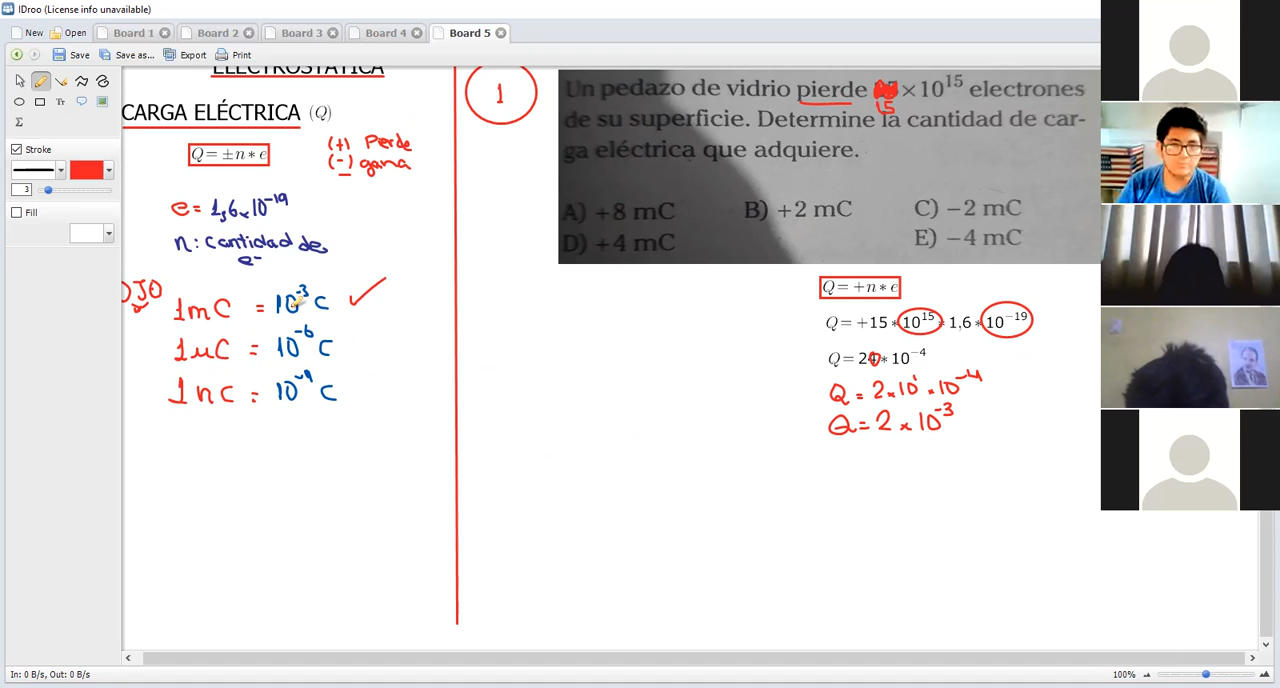 IDroo (License info unavailable)
New Open Board 1 Board 2 Board 3 Board 4 Board 5
Save Save as... Export Print
Tr
Σ
Stroke
3
Fill
ELECTROSTÁTICA
CARGA ELÉCTRICA (Q)
Q = ±n * e
(+) Pierde
(-) gana
e = 1,6 x 10⁻¹⁹
n: cantidad de
e⁻
OJO
1mC = 10⁻³ C
1µC = 10⁻⁶ C
1nC = 10⁻⁹ C
1
Un pedazo de vidrio pierde 15 × 10¹⁵ electrones
de su superficie. Determine la cantidad de car-
ga eléctrica que adquiere.
A) +8 mC B) +2 mC C) −2 mC
D) +4 mC E) −4 mC
Q = +n * e
Q = +15 * 10¹⁵ * 1,6 * 10⁻¹⁹
Q = 20 * 10⁻⁴
Q = 2 x 10¹ x 10⁻⁴
Q = 2 x 10⁻³
In: 0 B/s, Out: 0 B/s 100%